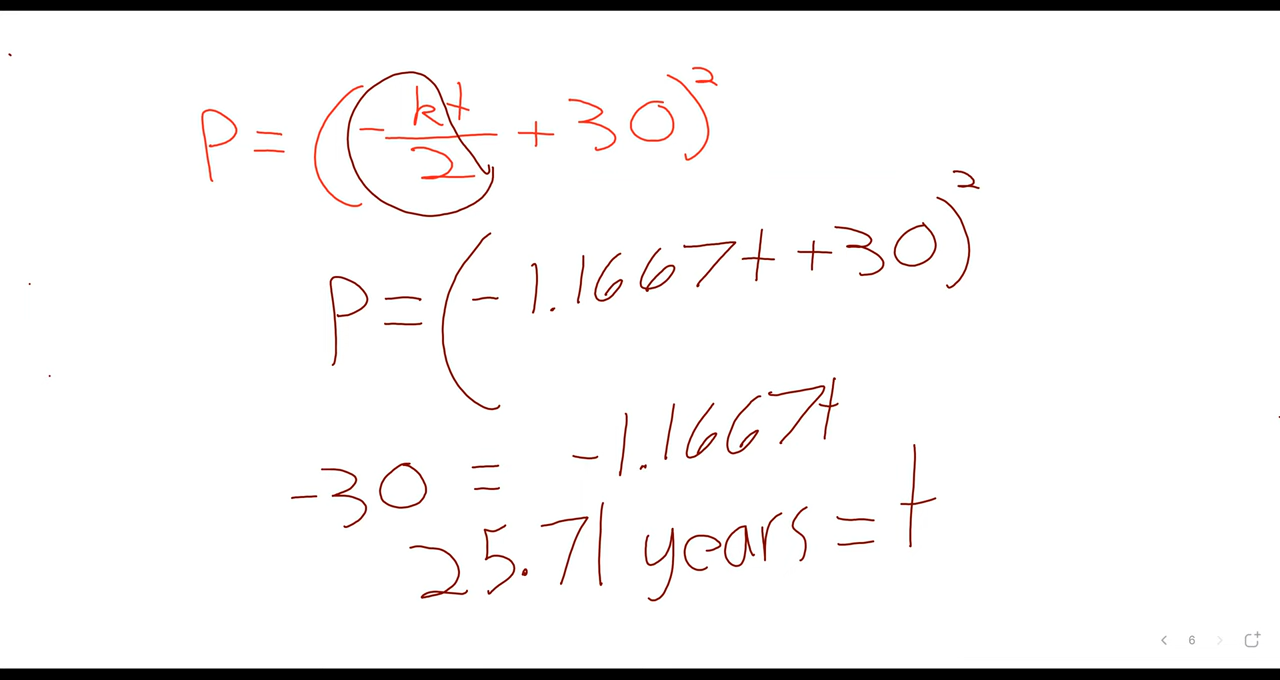 P = (-kt/2 + 30)²
P = (-1.1667t + 30)²
-30 = -1.1667t
25.71 years = t
< 6 >